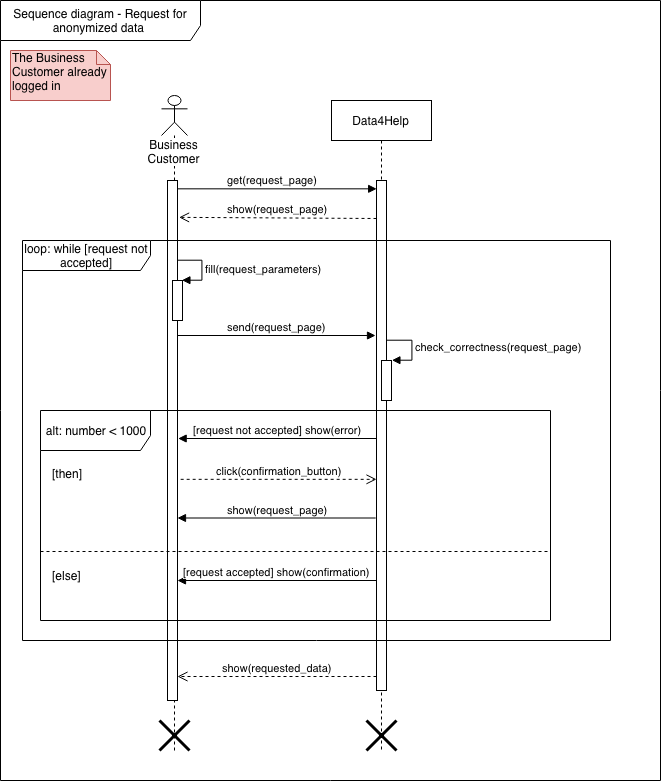 Sequence diagram - Request for
anonymized data
The Business
Customer already
logged in
Business
Customer
Data4Help
get(request_page)
show(request_page)
loop: while [request not
accepted]
fill(request_parameters)
send(request_page)
check_correctness(request_page)
alt: number < 1000
[request not accepted] show(error)
[then]
click(confirmation_button)
show(request_page)
[else]
[request accepted] show(confirmation)
show(requested_data)